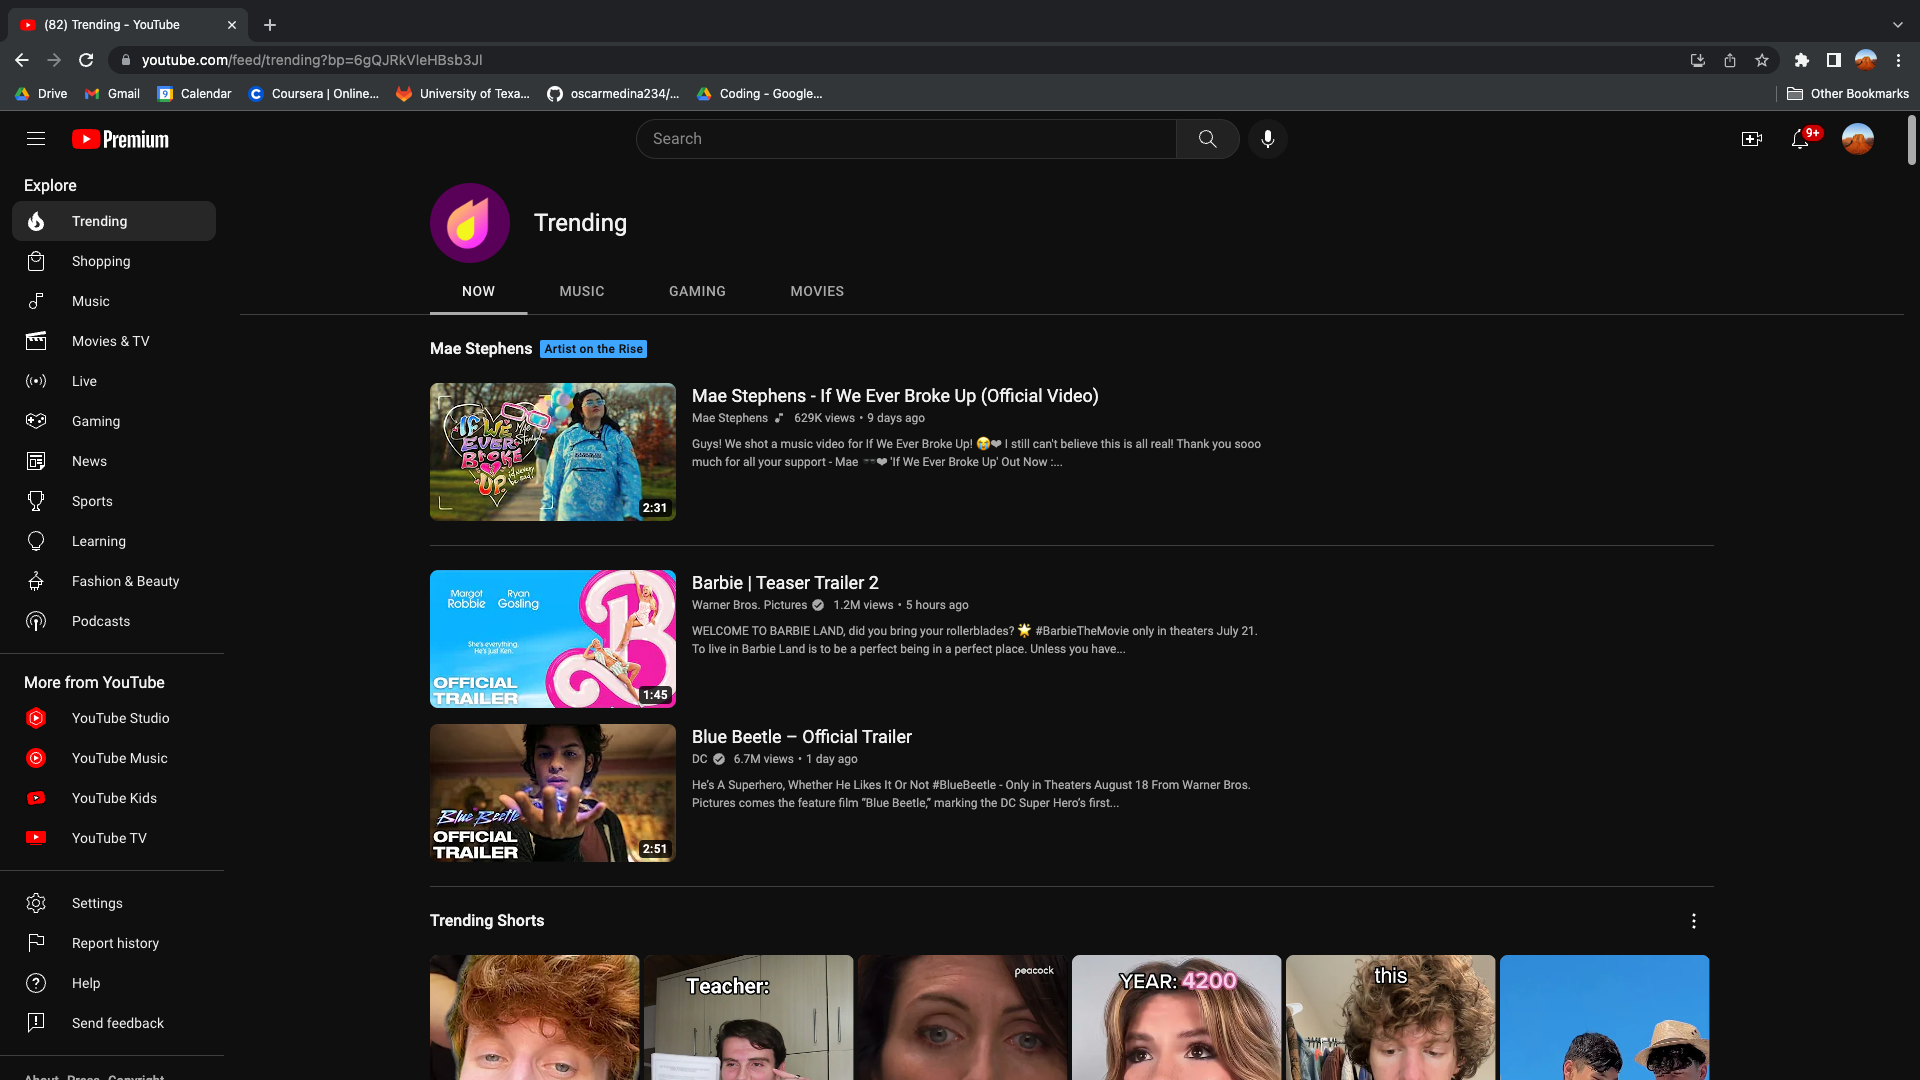 (82) Trending - YouTube
youtube.com/feed/trending?bp=6gQJRkVleHBsb3Jl
Drive
Gmail
Calendar
Coursera | Online...
University of Texa...
oscarmedina234/...
Coding - Google...
Other Bookmarks
Premium
Search
9+
Explore
Trending
Shopping
Music
Movies & TV
Live
Gaming
News
Sports
Learning
Fashion & Beauty
Podcasts
More from YouTube
YouTube Studio
YouTube Music
YouTube Kids
YouTube TV
Settings
Report history
Help
Send feedback
About Press Copyright
Trending
NOW
MUSIC
GAMING
MOVIES
Mae Stephens Artist on the Rise
IF WE EVER BROKE UP
Mae Stephens
2:31
Mae Stephens - If We Ever Broke Up (Official Video)
Mae Stephens 629K views • 9 days ago
Guys! We shot a music video for If We Ever Broke Up! 😭❤ I still can't believe this is all real! Thank you sooo
much for all your support - Mae 🕶❤ 'If We Ever Broke Up' Out Now :...
Margot Robbie
Ryan Gosling
She's everything.
He's just Ken.
OFFICIAL
TRAILER
1:45
Barbie | Teaser Trailer 2
Warner Bros. Pictures 1.2M views • 5 hours ago
WELCOME TO BARBIE LAND, did you bring your rollerblades? 🌟 #BarbieTheMovie only in theaters July 21.
To live in Barbie Land is to be a perfect being in a perfect place. Unless you have...
Blue Beetle
OFFICIAL
TRAILER
2:51
Blue Beetle – Official Trailer
DC 6.7M views • 1 day ago
He's A Superhero, Whether He Likes It Or Not #BlueBeetle - Only in Theaters August 18 From Warner Bros.
Pictures comes the feature film “Blue Beetle,” marking the DC Super Hero's first...
Trending Shorts
Teacher:
peacock
YEAR: 4200
this